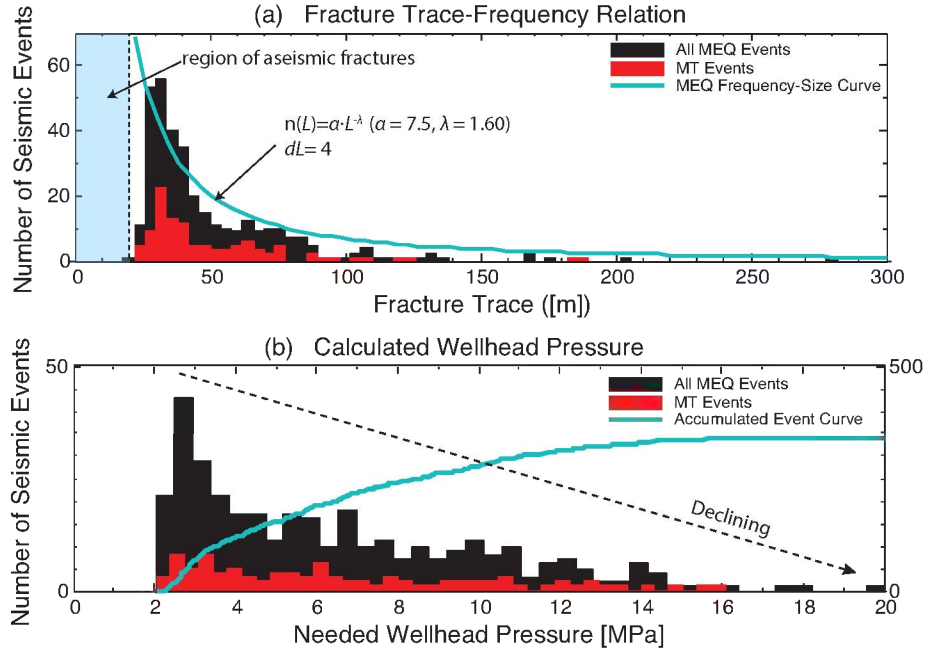 (a) Fracture Trace-Frequency Relation
Number of Seismic Events
60
40
20
0
region of aseismic fractures
All MEQ Events
MT Events
MEQ Frequency-Size Curve
n(L)=a·L^-λ (a = 7.5, λ = 1.60)
dL= 4
0 50 100 150 200 250 300
Fracture Trace ([m])
(b) Calculated Wellhead Pressure
Number of Seismic Events
50
0
500
0
All MEQ Events
MT Events
Accumulated Event Curve
Declining
0 2 4 6 8 10 12 14 16 18 20
Needed Wellhead Pressure [MPa]